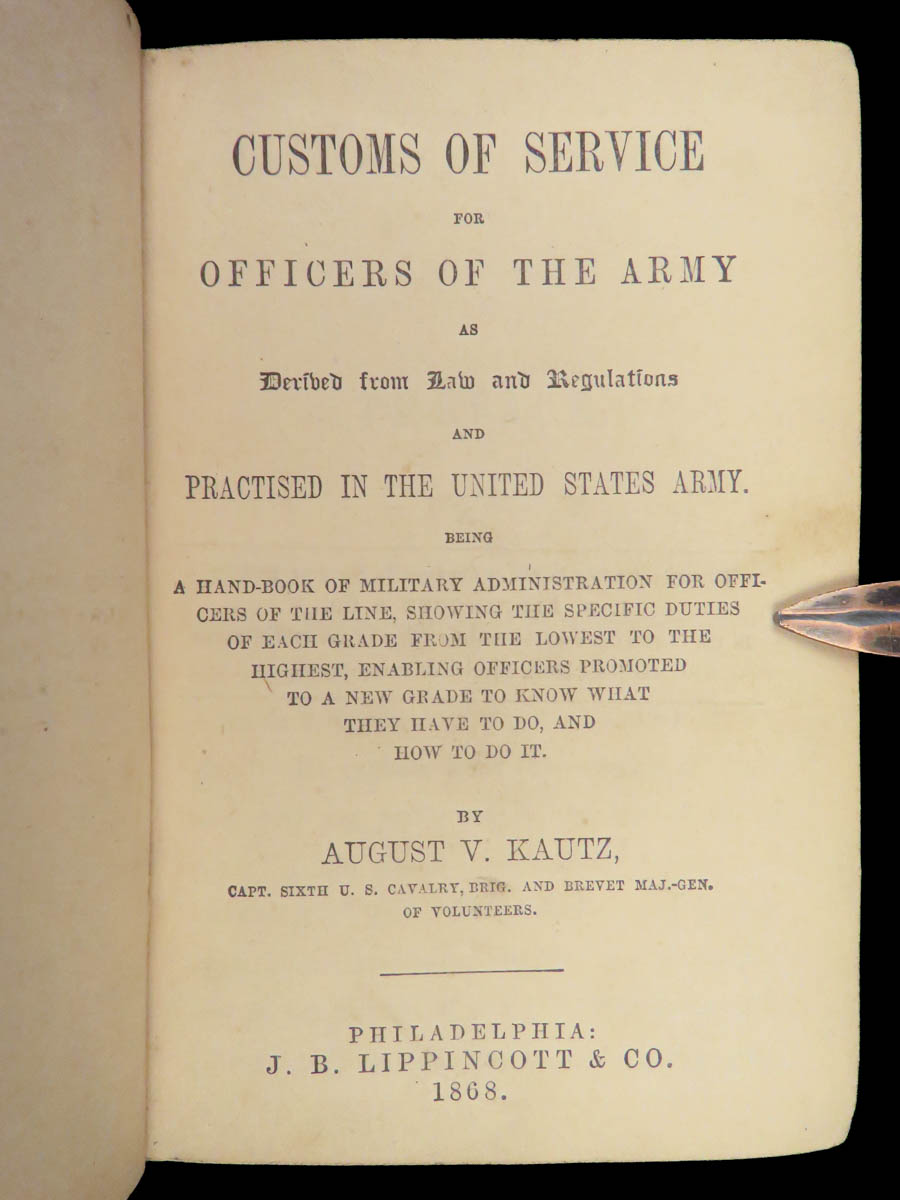 CUSTOMS OF SERVICE
FOR
OFFICERS OF THE ARMY
AS
Derived from Law and Regulations
AND
PRACTISED IN THE UNITED STATES ARMY.
BEING
A HAND-BOOK OF MILITARY ADMINISTRATION FOR OFFI-
CERS OF THE LINE, SHOWING THE SPECIFIC DUTIES
OF EACH GRADE FROM THE LOWEST TO THE
HIGHEST, ENABLING OFFICERS PROMOTED
TO A NEW GRADE TO KNOW WHAT
THEY HAVE TO DO, AND
HOW TO DO IT.
BY
AUGUST V. KAUTZ,
CAPT. SIXTH U. S. CAVALRY, BRIG. AND BREVET MAJ.-GEN.
OF VOLUNTEERS.
PHILADELPHIA:
J. B. LIPPINCOTT & CO.
1868.